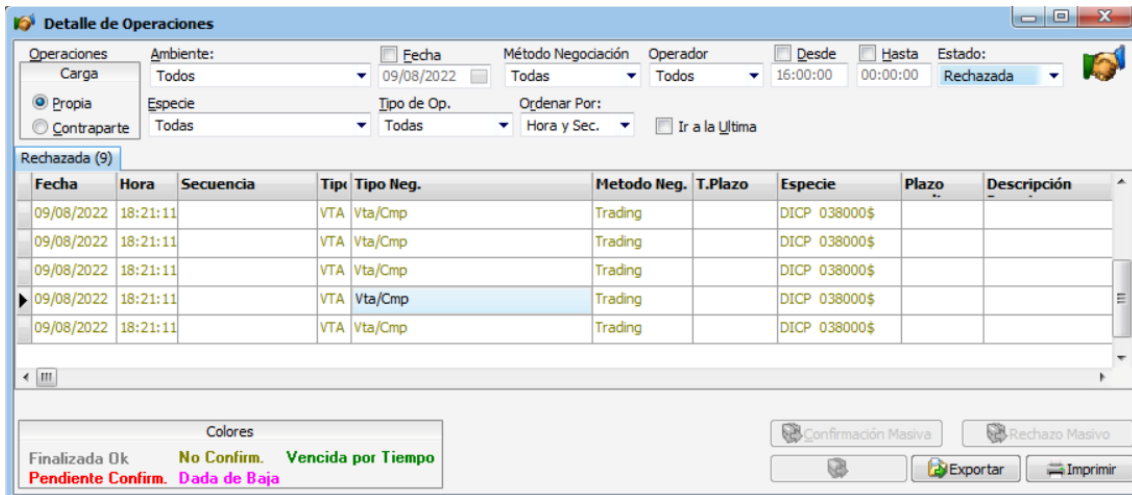 Detalle de Operaciones
Operaciones Ambiente: Fecha Método Negociación Operador Desde Hasta Estado:
Carga Todos 09/08/2022 Todas Todos 16:00:00 00:00:00 Rechazada
Propia Especie Tipo de Op. Ordenar Por:
Contraparte Todas Todas Hora y Sec. Ir a la Ultima
Rechazada (9)
Fecha Hora Secuencia Tipo Neg. Metodo Neg. T.Plazo Especie Plazo Descripción
09/08/2022 18:21:11 VTA Vta/Cmp Trading DICP 038000$
09/08/2022 18:21:11 VTA Vta/Cmp Trading DICP 038000$
09/08/2022 18:21:11 VTA Vta/Cmp Trading DICP 038000$
09/08/2022 18:21:11 VTA Vta/Cmp Trading DICP 038000$
09/08/2022 18:21:11 VTA Vta/Cmp Trading DICP 038000$
Colores
Finalizada Ok No Confirm. Vencida por Tiempo
Pendiente Confirm. Dada de Baja
Confirmación Masiva Rechazo Masivo
Exportar Imprimir